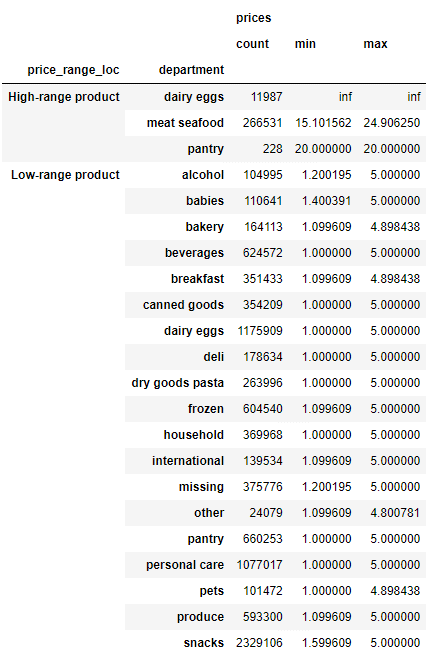 prices
count min max
price_range_loc department
High-range product dairy eggs 11987 inf inf
meat seafood 266531 15.101562 24.906250
pantry 228 20.000000 20.000000
Low-range product alcohol 104995 1.200195 5.000000
babies 110641 1.400391 5.000000
bakery 164113 1.099609 4.898438
beverages 624572 1.000000 5.000000
breakfast 351433 1.099609 4.898438
canned goods 354209 1.000000 5.000000
dairy eggs 1175909 1.000000 5.000000
deli 178634 1.000000 5.000000
dry goods pasta 263996 1.000000 5.000000
frozen 604540 1.099609 5.000000
household 369968 1.000000 5.000000
international 139534 1.099609 5.000000
missing 375776 1.200195 5.000000
other 24079 1.099609 4.800781
pantry 660253 1.000000 5.000000
personal care 1077017 1.000000 5.000000
pets 101472 1.000000 4.898438
produce 593300 1.099609 5.000000
snacks 2329106 1.599609 5.000000